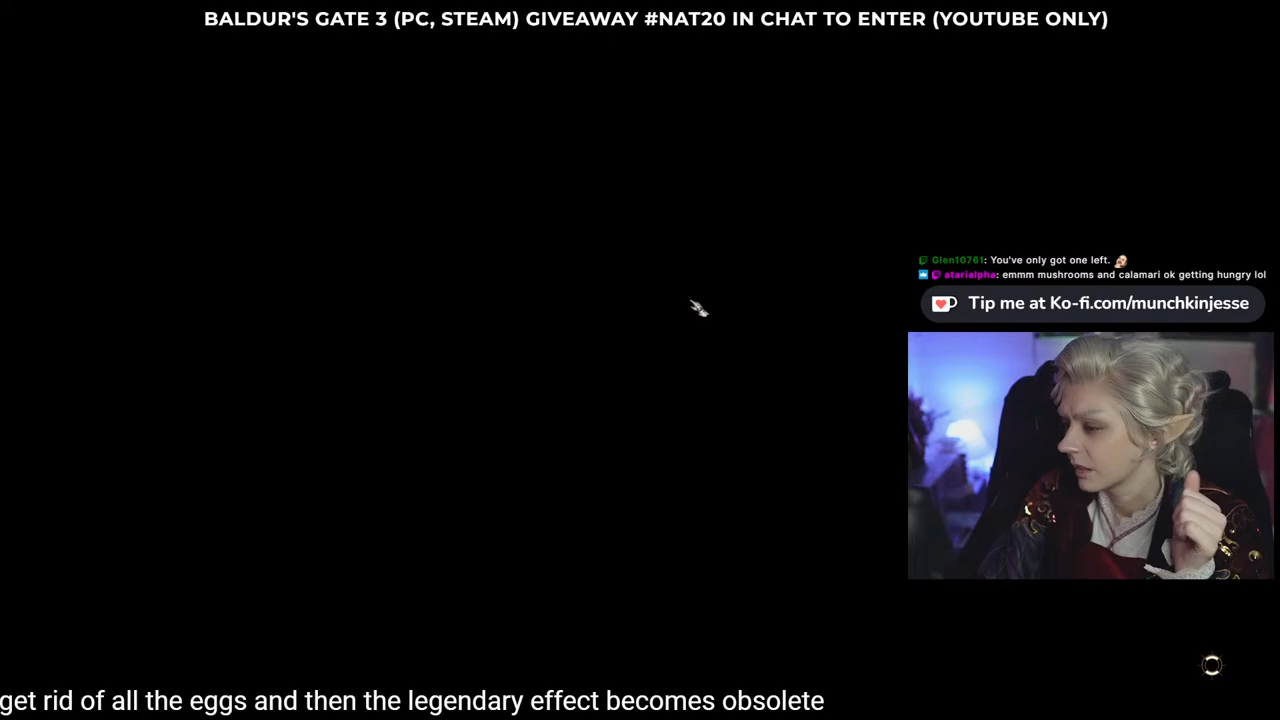 BALDUR'S GATE 3 (PC, STEAM) GIVEAWAY #NAT20 IN CHAT TO ENTER (YOUTUBE ONLY)
Glen10761: You've only got one left.
atarialpha: emmm mushrooms and calamari ok getting hungry lol
Tip me at Ko-fi.com/munchkinjesse
get rid of all the eggs and then the legendary effect becomes obsolete